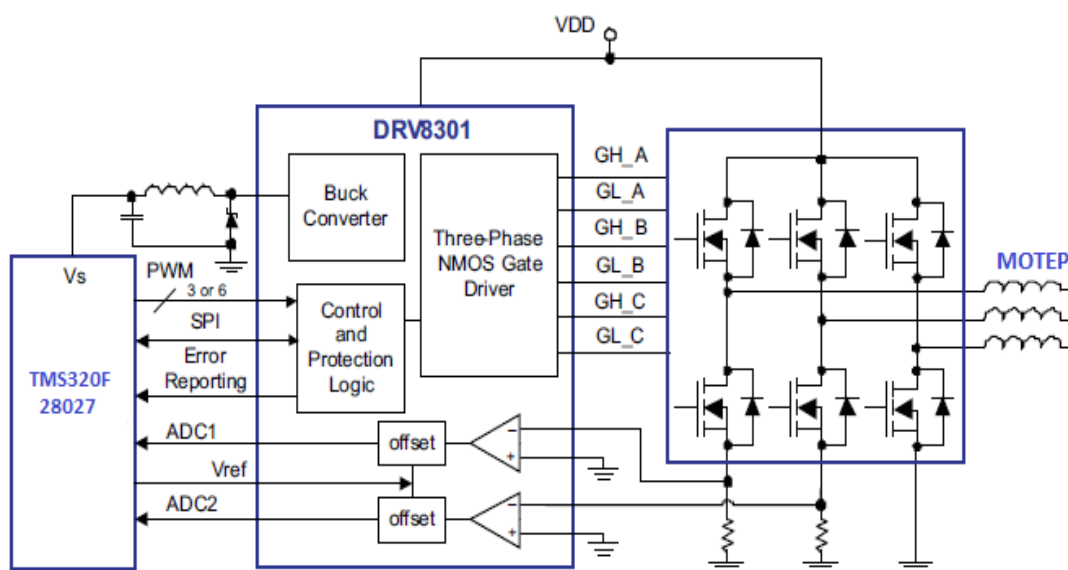 VDD
DRV8301
Buck
Converter
Three-Phase
NMOS Gate
Driver
GH_A
GL_A
GH_B
GL_B
GH_C
GL_C
MOTEP
Vs
PWM
3 or 6
SPI
Error
Reporting
Control
and
Protection
Logic
TMS320F
28027
ADC1
offset
−
+
Vref
ADC2
offset
−
+